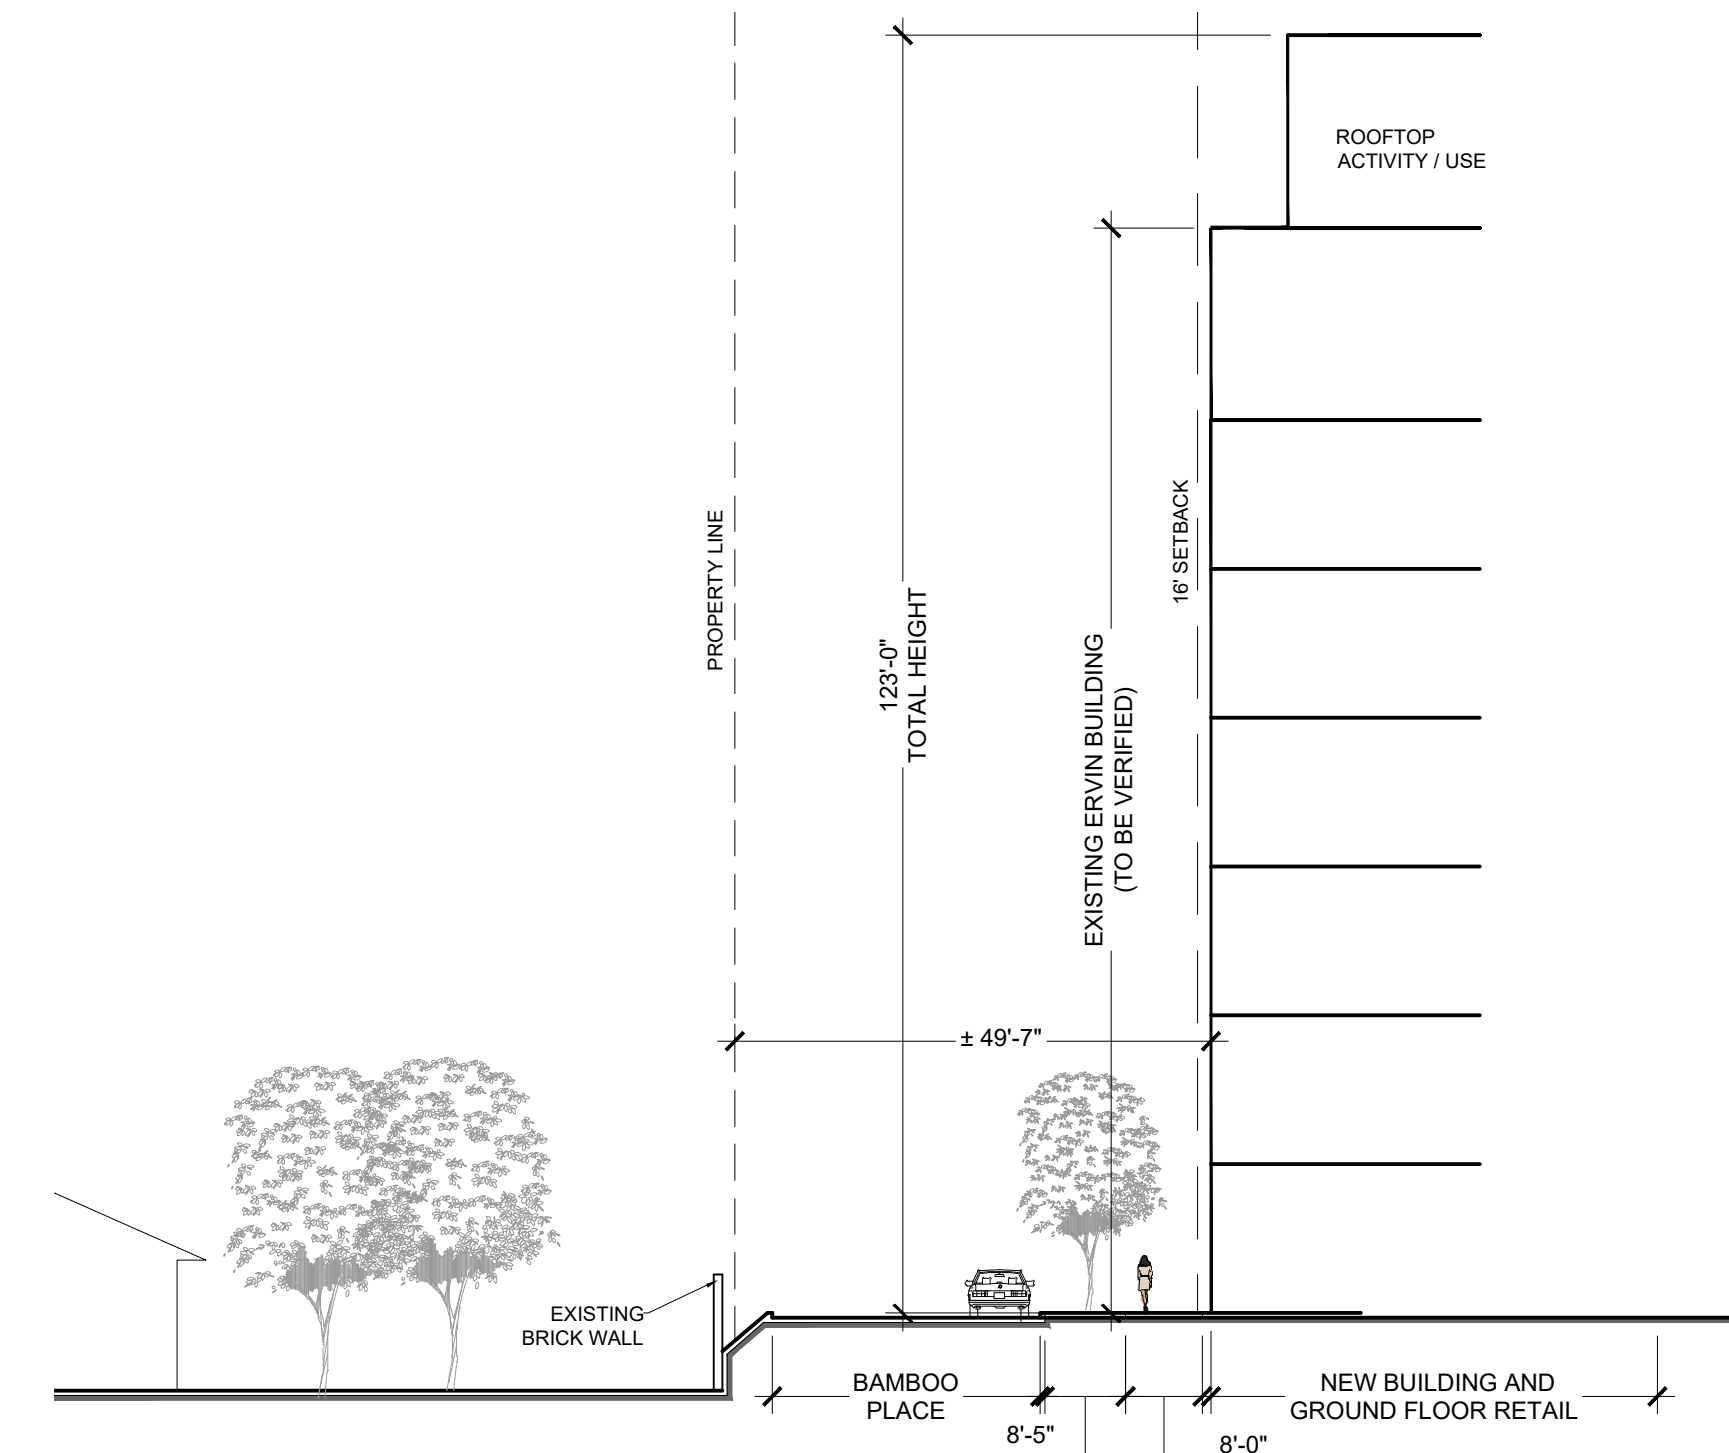 ROOFTOP
ACTIVITY / USE
PROPERTY LINE
123'-0"
TOTAL HEIGHT
EXISTING ERVIN BUILDING
(TO BE VERIFIED)
16' SETBACK
± 49'-7"
EXISTING
BRICK WALL
BAMBOO
PLACE
NEW BUILDING AND
GROUND FLOOR RETAIL
8'-5"
8'-0"